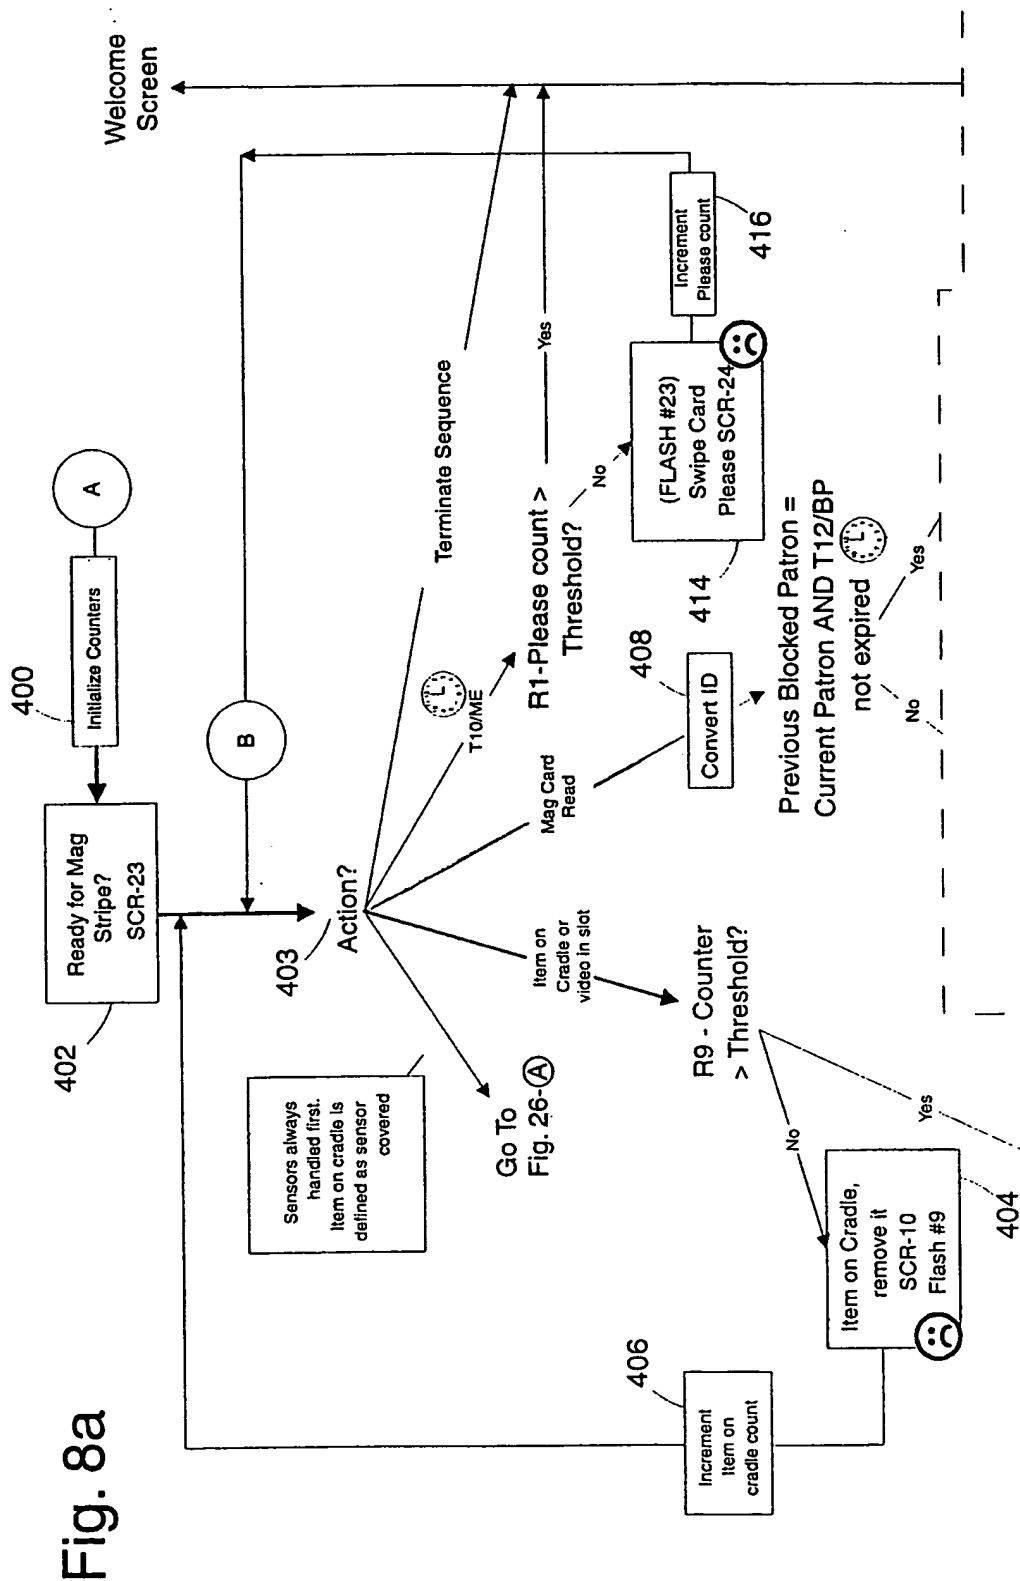 Fig. 8a
Welcome
Screen
A
400
Initialize Counters
Ready for Mag
Stripe?
SCR-23
402
B
403
Action?
Sensors always
handled first.
Item on cradle is
defined as sensor
covered
Go To
Fig. 26-A
Item on
Cradle or
video in slot
Mag Card
Read
T10/ME
Terminate Sequence
R1-Please count >
Threshold?
Yes
No
(FLASH #23)
Swipe Card
Please SCR-24
414
Increment
Please count
416
408
Convert ID
Previous Blocked Patron =
Current Patron AND T12/BP
not expired
No
Yes
R9 - Counter
> Threshold?
No
Yes
Item on Cradle,
remove it
SCR-10
Flash #9
404
406
Increment
Item on
cradle count